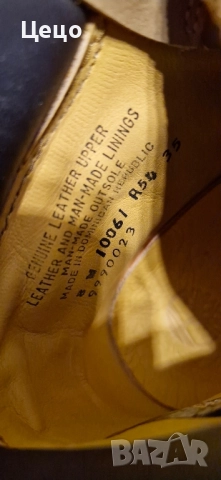 Цецо
GENUINE LEATHER UPPER
LEATHER AND MAN-MADE LININGS
MAN-MADE OUTSOLE
MADE IN DOMINICAN REPUBLIC
10061 R54 35
9990023
BAZAR